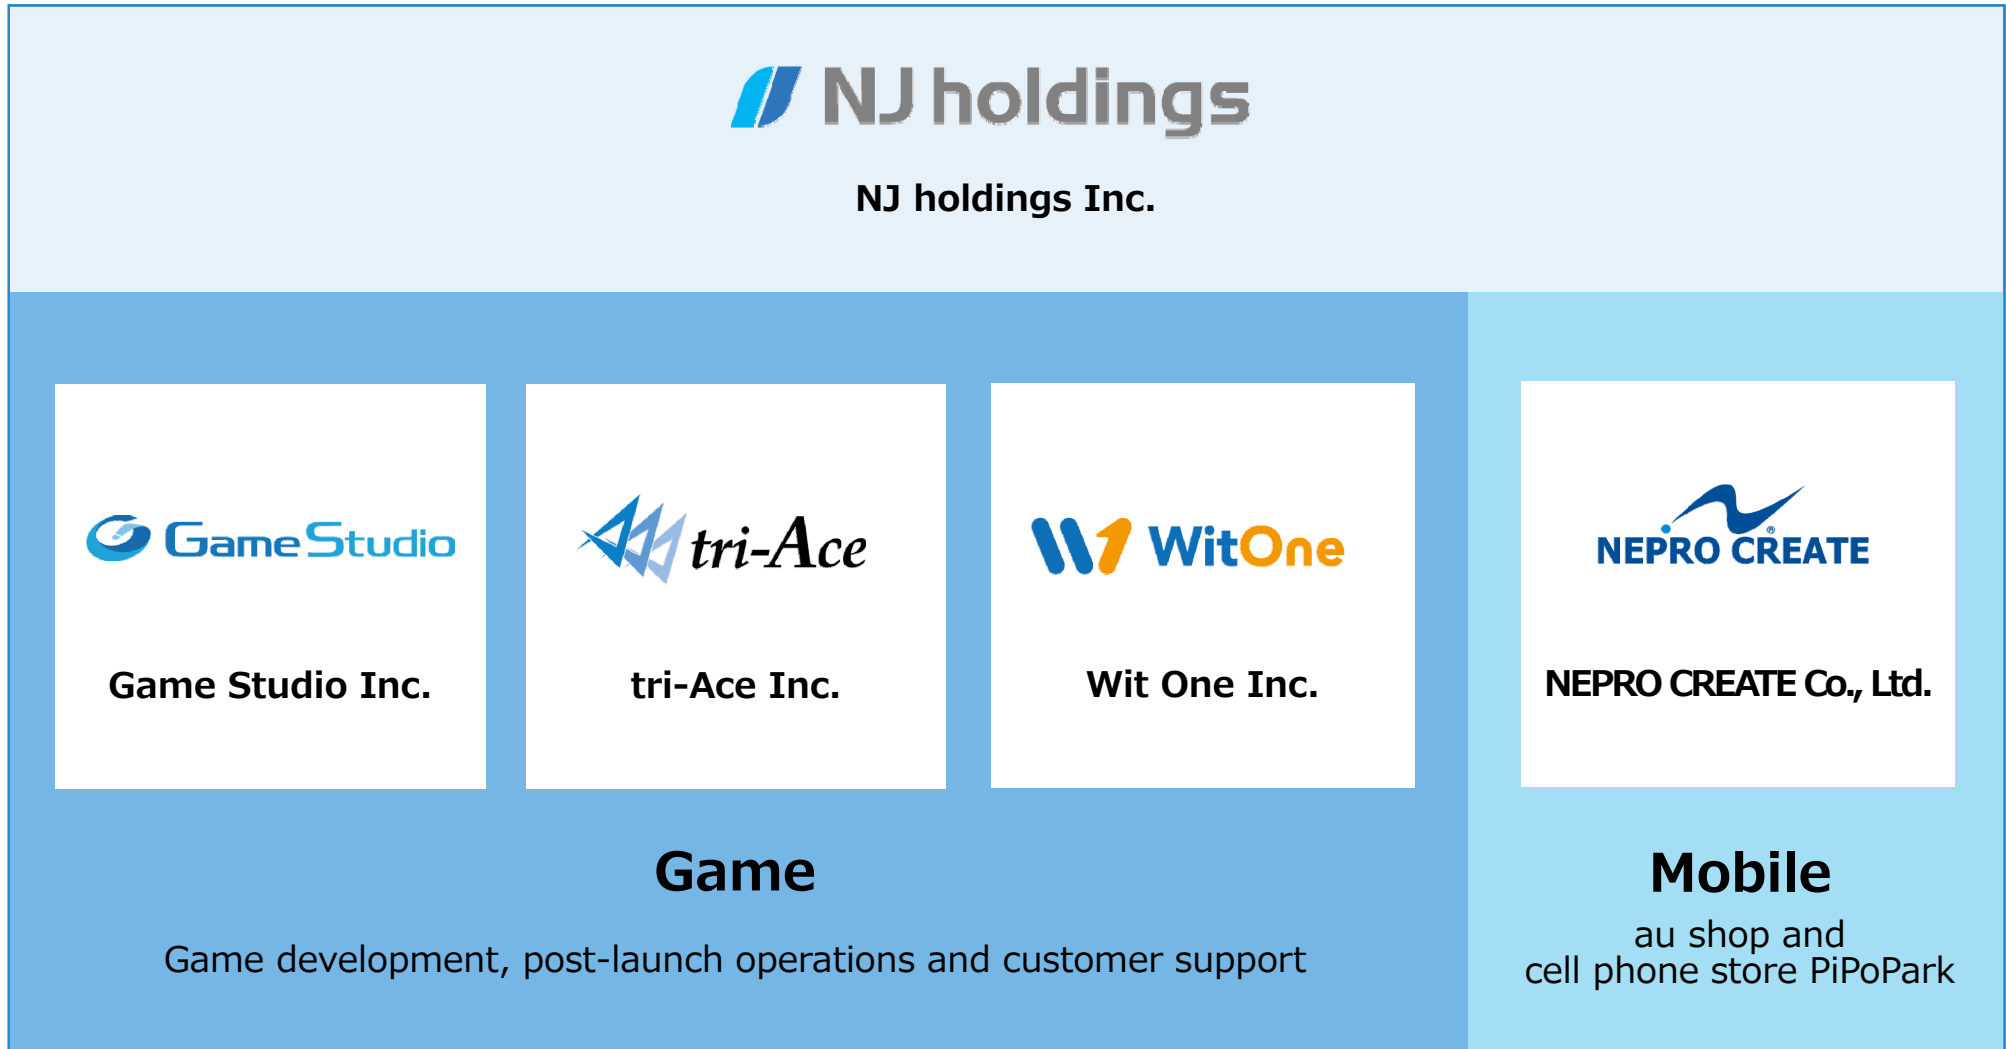 NJ holdings
NJ holdings Inc.
GameStudio
tri-Ace
WitOne
NEPRO CREATE
®
Game Studio Inc.
tri-Ace Inc.
Wit One Inc.
NEPRO CREATE Co., Ltd.
Game
Game development, post-launch operations and customer support
Mobile
au shop and
cell phone store PiPoPark